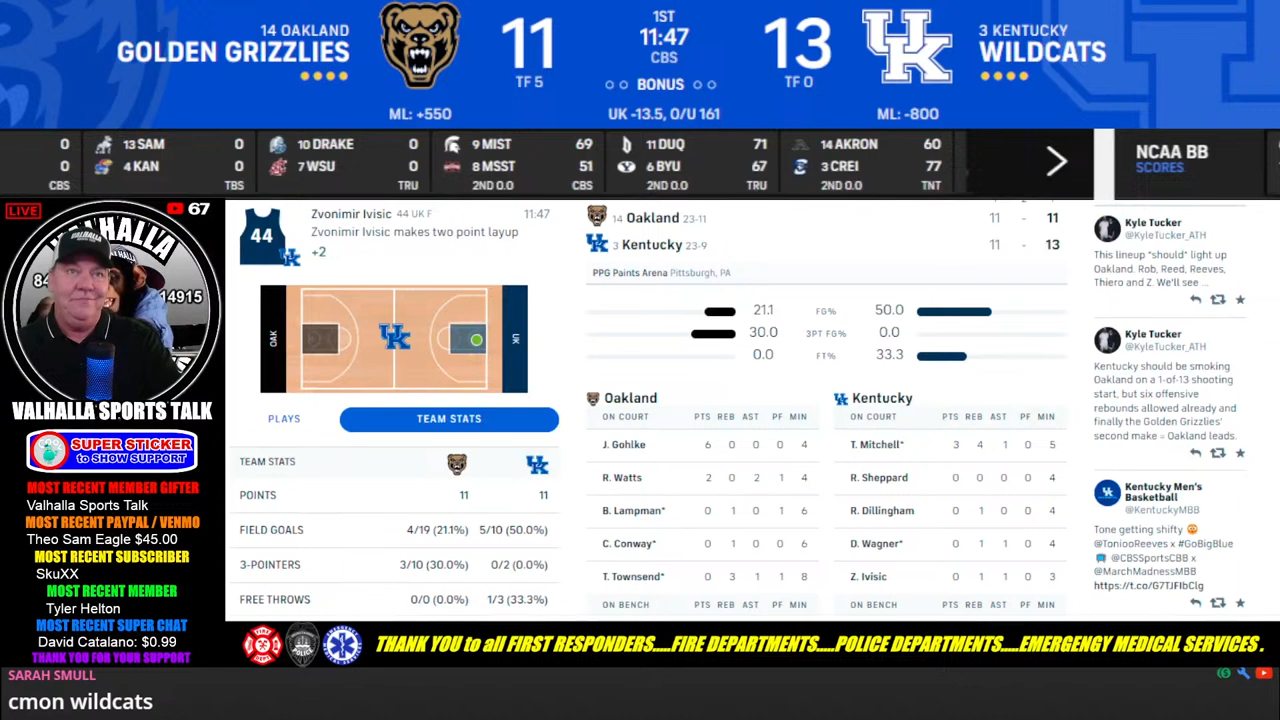 14 OAKLAND
GOLDEN GRIZZLIES
11
TF 5
ML: +550
1ST
11:47
CBS
BONUS
UK -13.5, O/U 161
13
TF 0
ML: -800
3 KENTUCKY
WILDCATS
0
0
CBS
13 SAM 0
4 KAN 0
TBS
10 DRAKE 0
7 WSU 0
TRU
9 MIST 69
8 MSST 51
2ND 0.0 CBS
11 DUQ 71
6 BYU 67
2ND 0.0 TRU
14 AKRON 60
3 CREI 77
2ND 0.0 TNT
NCAA BB
SCORES
LIVE
67
VALHALLA
84
14915
VALHALLA SPORTS TALK
SUPER STICKER
to SHOW SUPPORT
MOST RECENT MEMBER GIFTER
Valhalla Sports Talk
MOST RECENT PAYPAL / VENMO
Theo Sam Eagle $45.00
MOST RECENT SUBSCRIBER
SkuXX
MOST RECENT MEMBER
Tyler Helton
MOST RECENT SUPER CHAT
David Catalano: $0.99
THANK YOU FOR YOUR SUPPORT
44
Zvonimir Ivisic 44 UK F 11:47
Zvonimir Ivisic makes two point layup
+2
OAK
UK
PLAYS
TEAM STATS
TEAM STATS
POINTS 11 11
FIELD GOALS 4/19 (21.1%) 5/10 (50.0%)
3-POINTERS 3/10 (30.0%) 0/2 (0.0%)
FREE THROWS 0/0 (0.0%) 1/3 (33.3%)
14 Oakland 23-11 11 - 11
3 Kentucky 23-9 11 - 13
PPG Paints Arena Pittsburgh, PA
21.1 FG% 50.0
30.0 3PT FG% 0.0
0.0 FT% 33.3
Oakland
ON COURT PTS REB AST PF MIN
J. Gohlke 6 0 0 0 4
R. Watts 2 0 2 1 4
B. Lampman* 0 1 0 1 6
C. Conway* 0 1 0 0 6
T. Townsend* 0 3 1 1 8
ON BENCH PTS REB AST PF MIN
Kentucky
ON COURT PTS REB AST PF MIN
T. Mitchell* 3 4 1 0 5
R. Sheppard 0 0 0 0 4
R. Dillingham 0 1 0 0 4
D. Wagner* 0 1 1 0 4
Z. Ivisic 0 1 1 0 3
ON BENCH PTS REB AST PF MIN
Kyle Tucker
@KyleTucker_ATH
This lineup *should* light up
Oakland. Rob, Reed, Reeves,
Thiero and Z. We'll see ...
Kyle Tucker
@KyleTucker_ATH
Kentucky should be smoking
Oakland on a 1-of-13 shooting
start, but six offensive
rebounds allowed already and
finally the Golden Grizzlies'
second make = Oakland leads.
Kentucky Men's
Basketball
@KentuckyMBB
Tone getting shifty
@ToniooReeves x #GoBigBlue
@CBSSportsCBB x
@MarchMadnessMBB
https://t.co/G7TJFIbClg
THANK YOU to all FIRST RESPONDERS.....FIRE DEPARTMENTS.....POLICE DEPARTMENTS.....EMERGENCY MEDICAL SERVICES .
SARAH SMULL
cmon wildcats